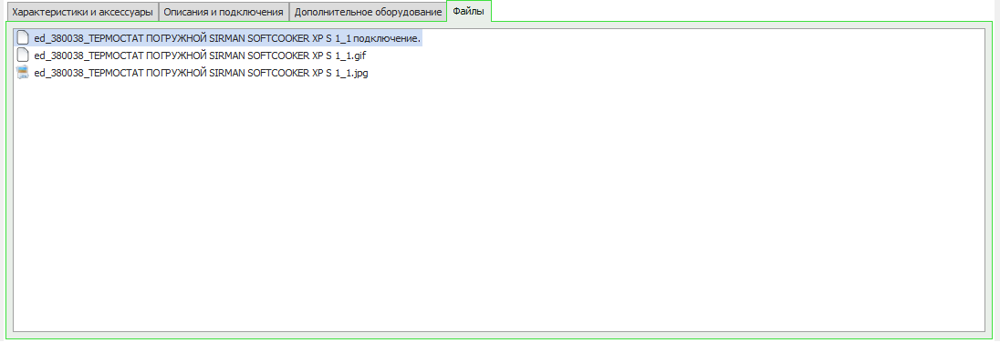 Характеристики и аксессуары Описания и подключения Дополнительное оборудование Файлы
ed_380038_ТЕРМОСТАТ ПОГРУЖНОЙ SIRMAN SOFTCOOKER XP S 1_1 подключение.
ed_380038_ТЕРМОСТАТ ПОГРУЖНОЙ SIRMAN SOFTCOOKER XP S 1_1.gif
ed_380038_ТЕРМОСТАТ ПОГРУЖНОЙ SIRMAN SOFTCOOKER XP S 1_1.jpg